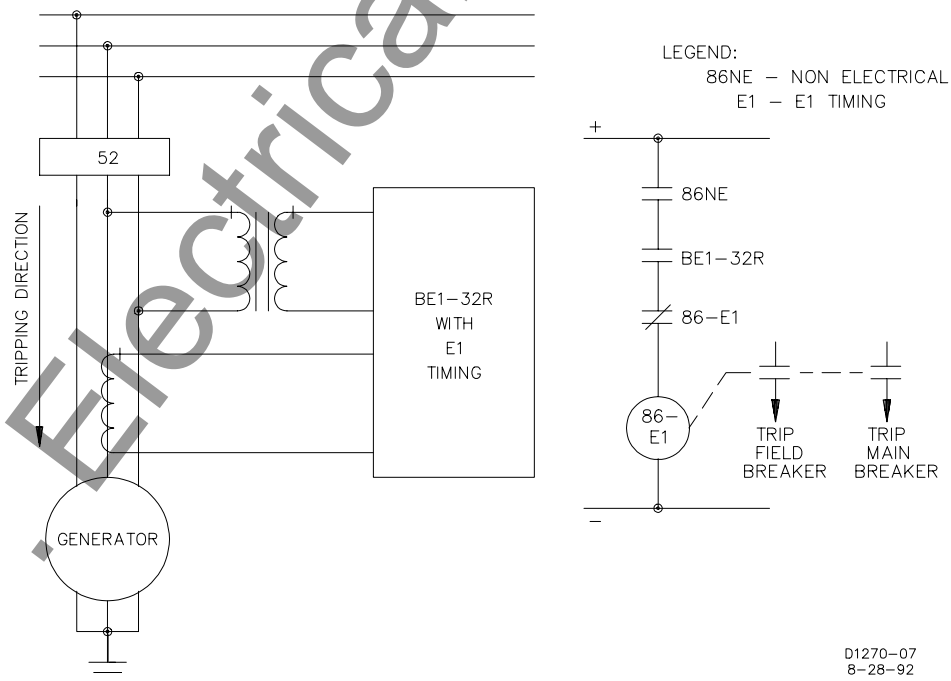 LEGEND:
86NE – NON ELECTRICAL
E1 – E1 TIMING
52
TRIPPING DIRECTION
BE1–32R
WITH
E1
TIMING
GENERATOR
+
86NE
BE1–32R
86–E1
86–
E1
TRIP
FIELD
BREAKER
TRIP
MAIN
BREAKER
–
. Electrical
D1270–07
8–28–92